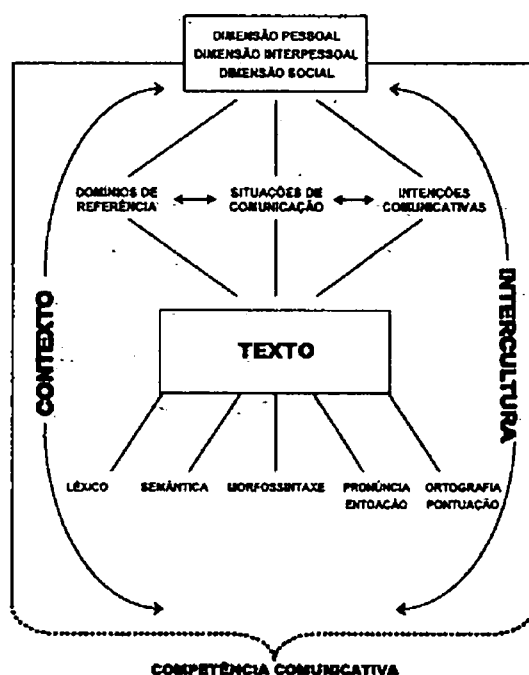 DIMENSÃO PESSOAL
DIMENSÃO INTERPESSOAL
DIMENSÃO SOCIAL
DOMÍNIOS DE
REFERÊNCIA
SITUAÇÕES DE
COMUNICAÇÃO
INTENÇÕES
COMUNICATIVAS
CONTEXTO
TEXTO
INTERCULTURA
LÉXICO
SEMÂNTICA
MORFOSSINTAXE
PRONÚNCIA
ENTOAÇÃO
ORTOGRAFIA
PONTUAÇÃO
COMPETÊNCIA COMUNICATIVA